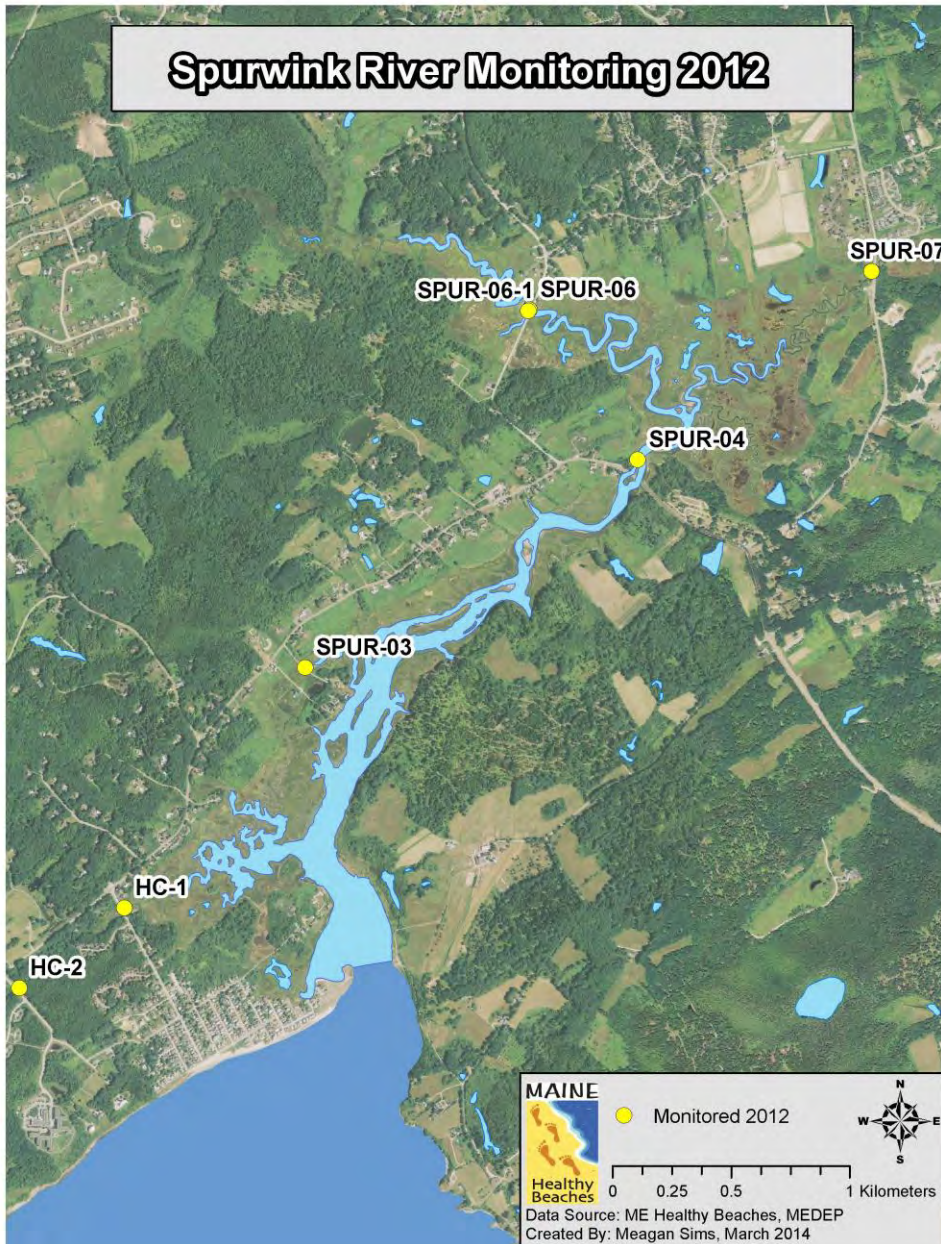 Spurwink River Monitoring 2012
SPUR-07
SPUR-06-1 SPUR-06
SPUR-04
SPUR-03
HC-1
HC-2
MAINE
Healthy
Beaches
Monitored 2012
N
W E
S
0 0.25 0.5 1 Kilometers
Data Source: ME Healthy Beaches, MEDEP
Created By: Meagan Sims, March 2014